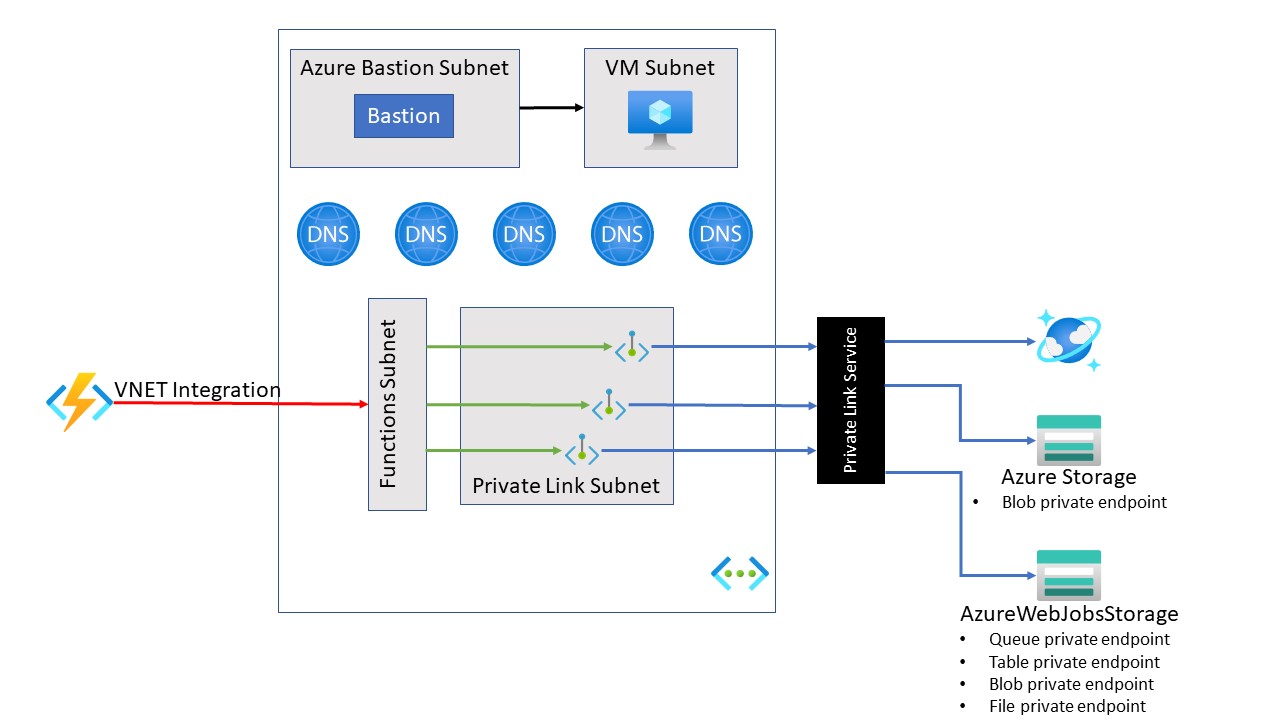 Azure Bastion Subnet
VM Subnet
Bastion
DNS
DNS
DNS
DNS
DNS
VNET Integration
Functions Subnet
Private Link Subnet
Private Link Service
Azure Storage
• Blob private endpoint
AzureWebJobsStorage
• Queue private endpoint
• Table private endpoint
• Blob private endpoint
• File private endpoint